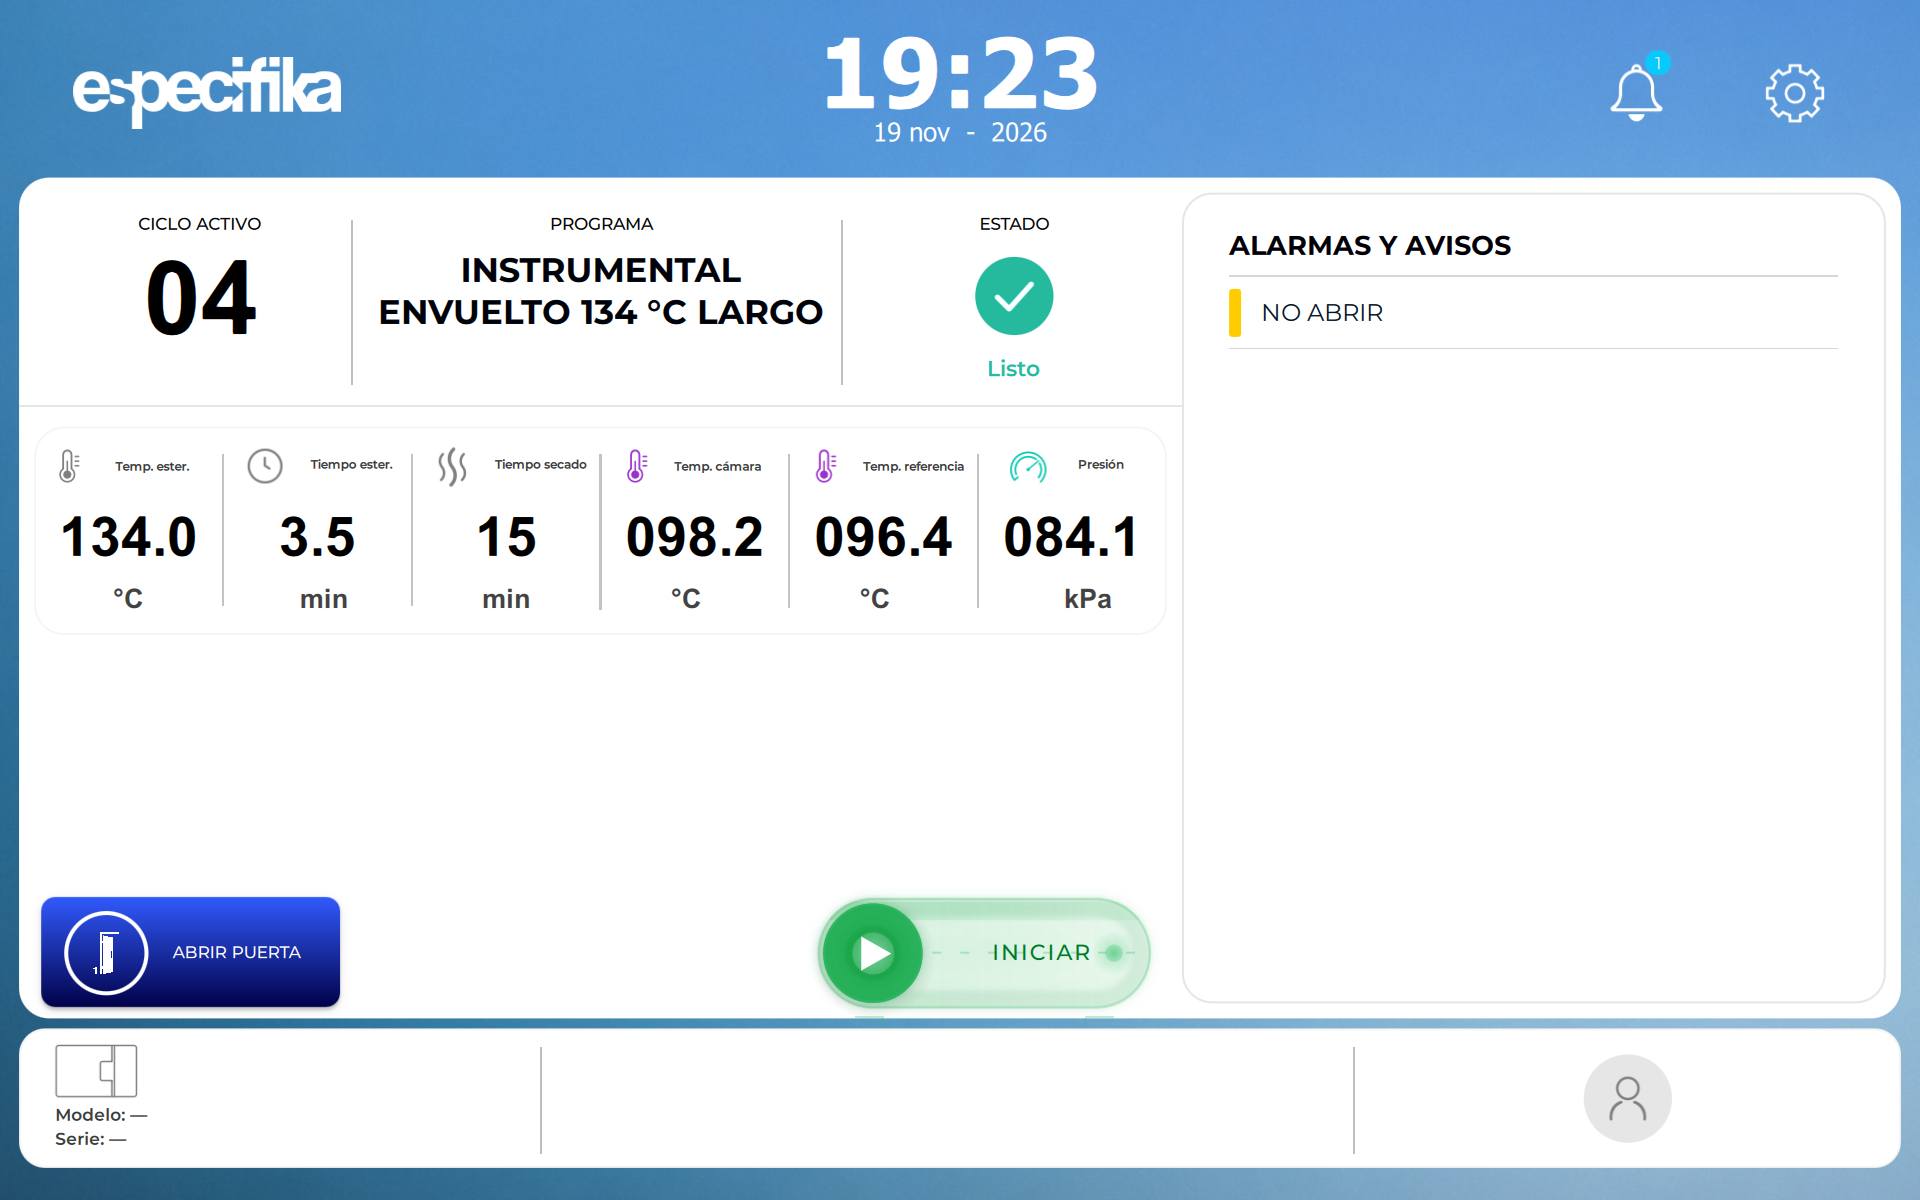 especifika
19:23
19 nov - 2026
1
CICLO ACTIVO
04
PROGRAMA
INSTRUMENTAL
ENVUELTO 134 °C LARGO
ESTADO
Listo
ALARMAS Y AVISOS
NO ABRIR
Temp. ester.
134.0
°C
Tiempo ester.
3.5
min
Tiempo secado
15
min
Temp. cámara
098.2
°C
Temp. referencia
096.4
°C
Presión
084.1
kPa
ABRIR PUERTA
INICIAR
Modelo: —
Serie: —